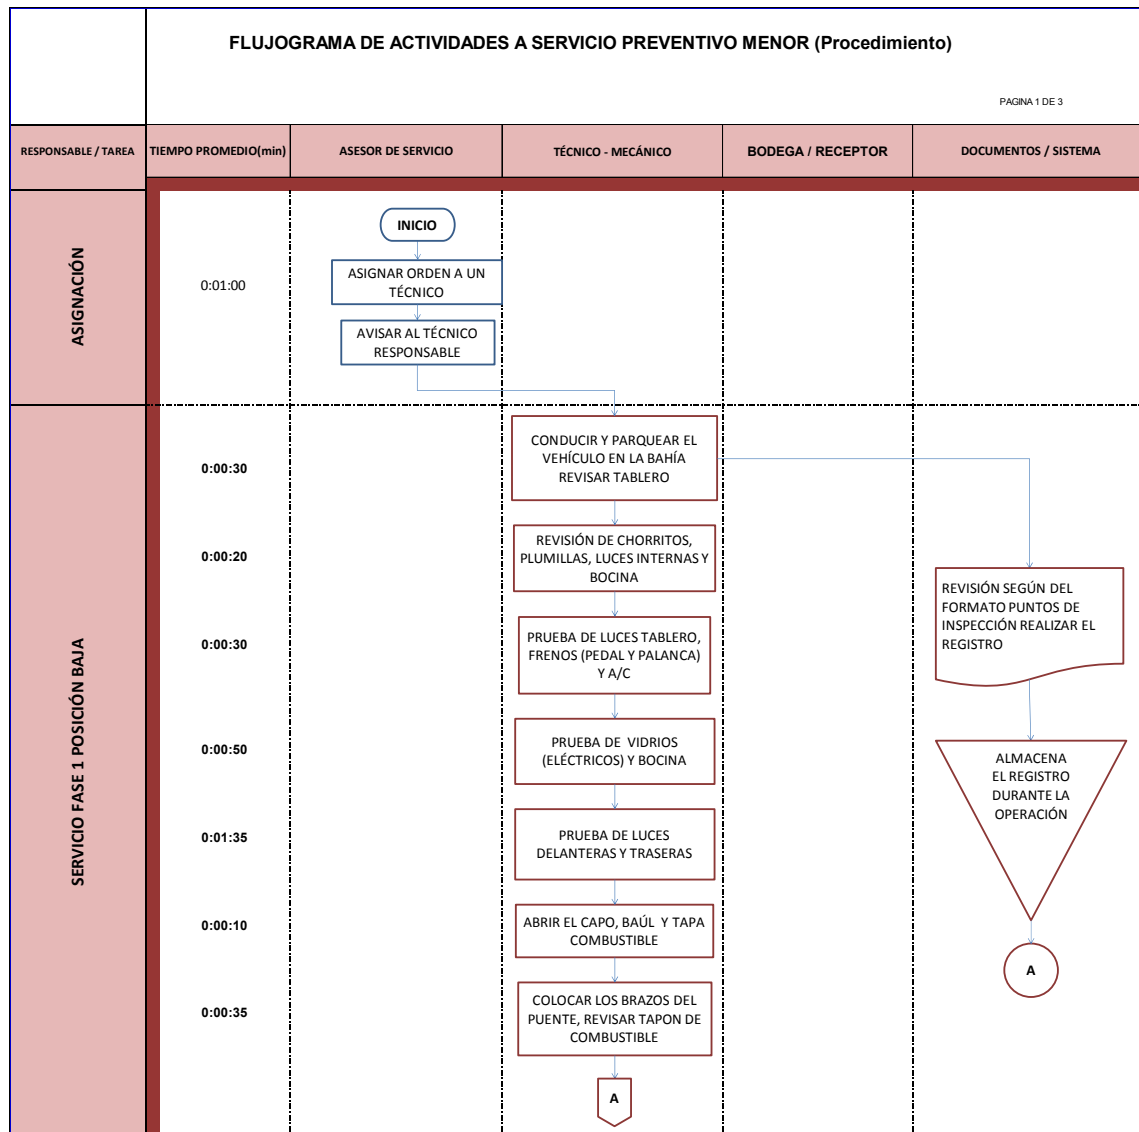 FLUJOGRAMA DE ACTIVIDADES A SERVICIO PREVENTIVO MENOR (Procedimiento)
PAGINA 1 DE 3
RESPONSABLE / TAREA
TIEMPO PROMEDIO(min)
ASESOR DE SERVICIO
TÉCNICO - MECÁNICO
BODEGA / RECEPTOR
DOCUMENTOS / SISTEMA
ASIGNACIÓN
INICIO
0:01:00
ASIGNAR ORDEN A UN
TÉCNICO
AVISAR AL TÉCNICO
RESPONSABLE
SERVICIO FASE 1 POSICIÓN BAJA
0:00:30
CONDUCIR Y PARQUEAR EL
VEHÍCULO EN LA BAHÍA
REVISAR TABLERO
0:00:20
REVISIÓN DE CHORRITOS,
PLUMILLAS, LUCES INTERNAS Y
BOCINA
0:00:30
PRUEBA DE LUCES TABLERO,
FRENOS (PEDAL Y PALANCA)
Y A/C
0:00:50
PRUEBA DE VIDRIOS
(ELÉCTRICOS) Y BOCINA
0:01:35
PRUEBA DE LUCES
DELANTERAS Y TRASERAS
0:00:10
ABRIR EL CAPO, BAÚL Y TAPA
COMBUSTIBLE
0:00:35
COLOCAR LOS BRAZOS DEL
PUENTE, REVISAR TAPON DE
COMBUSTIBLE
A
REVISIÓN SEGÚN DEL
FORMATO PUNTOS DE
INSPECCIÓN REALIZAR EL
REGISTRO
ALMACENA
EL REGISTRO
DURANTE LA
OPERACIÓN
A